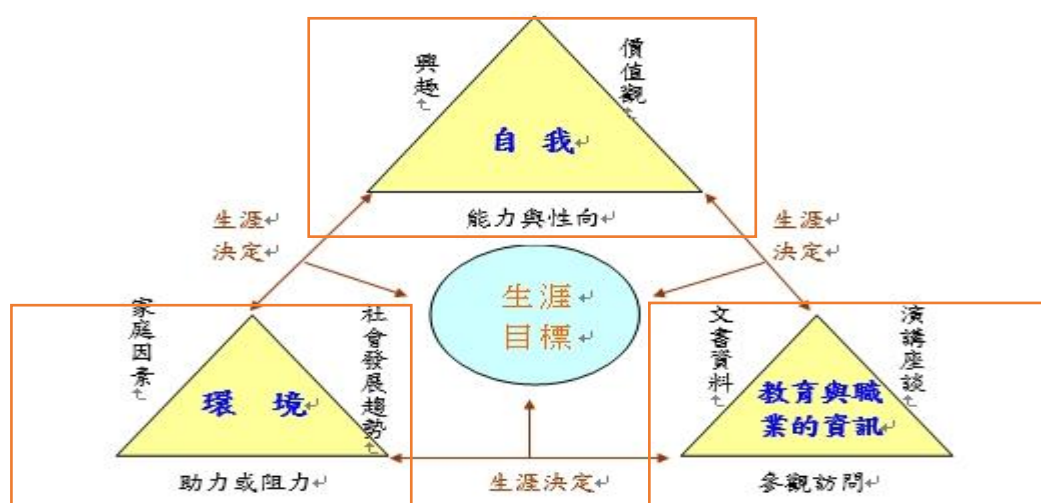 興趣
價值觀
自 我
能力與性向
生涯
決定
生涯
決定
生涯
目標
家庭因素
社會發展趨勢
環 境
助力或阻力
生涯決定
文書資料
演講座談
教育與職
業的資訊
參觀訪問